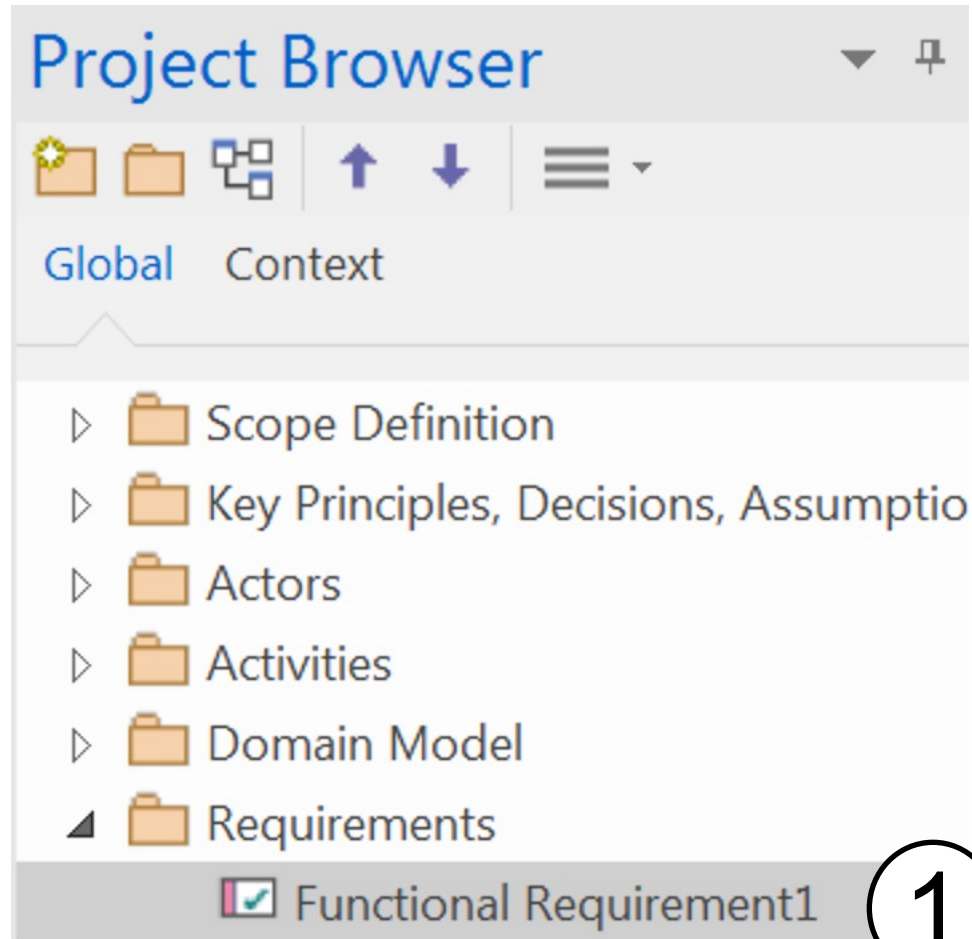 Project Browser
Global Context
Scope Definition
Key Principles, Decisions, Assumptio
Actors
Activities
Domain Model
Requirements
Functional Requirement1 1